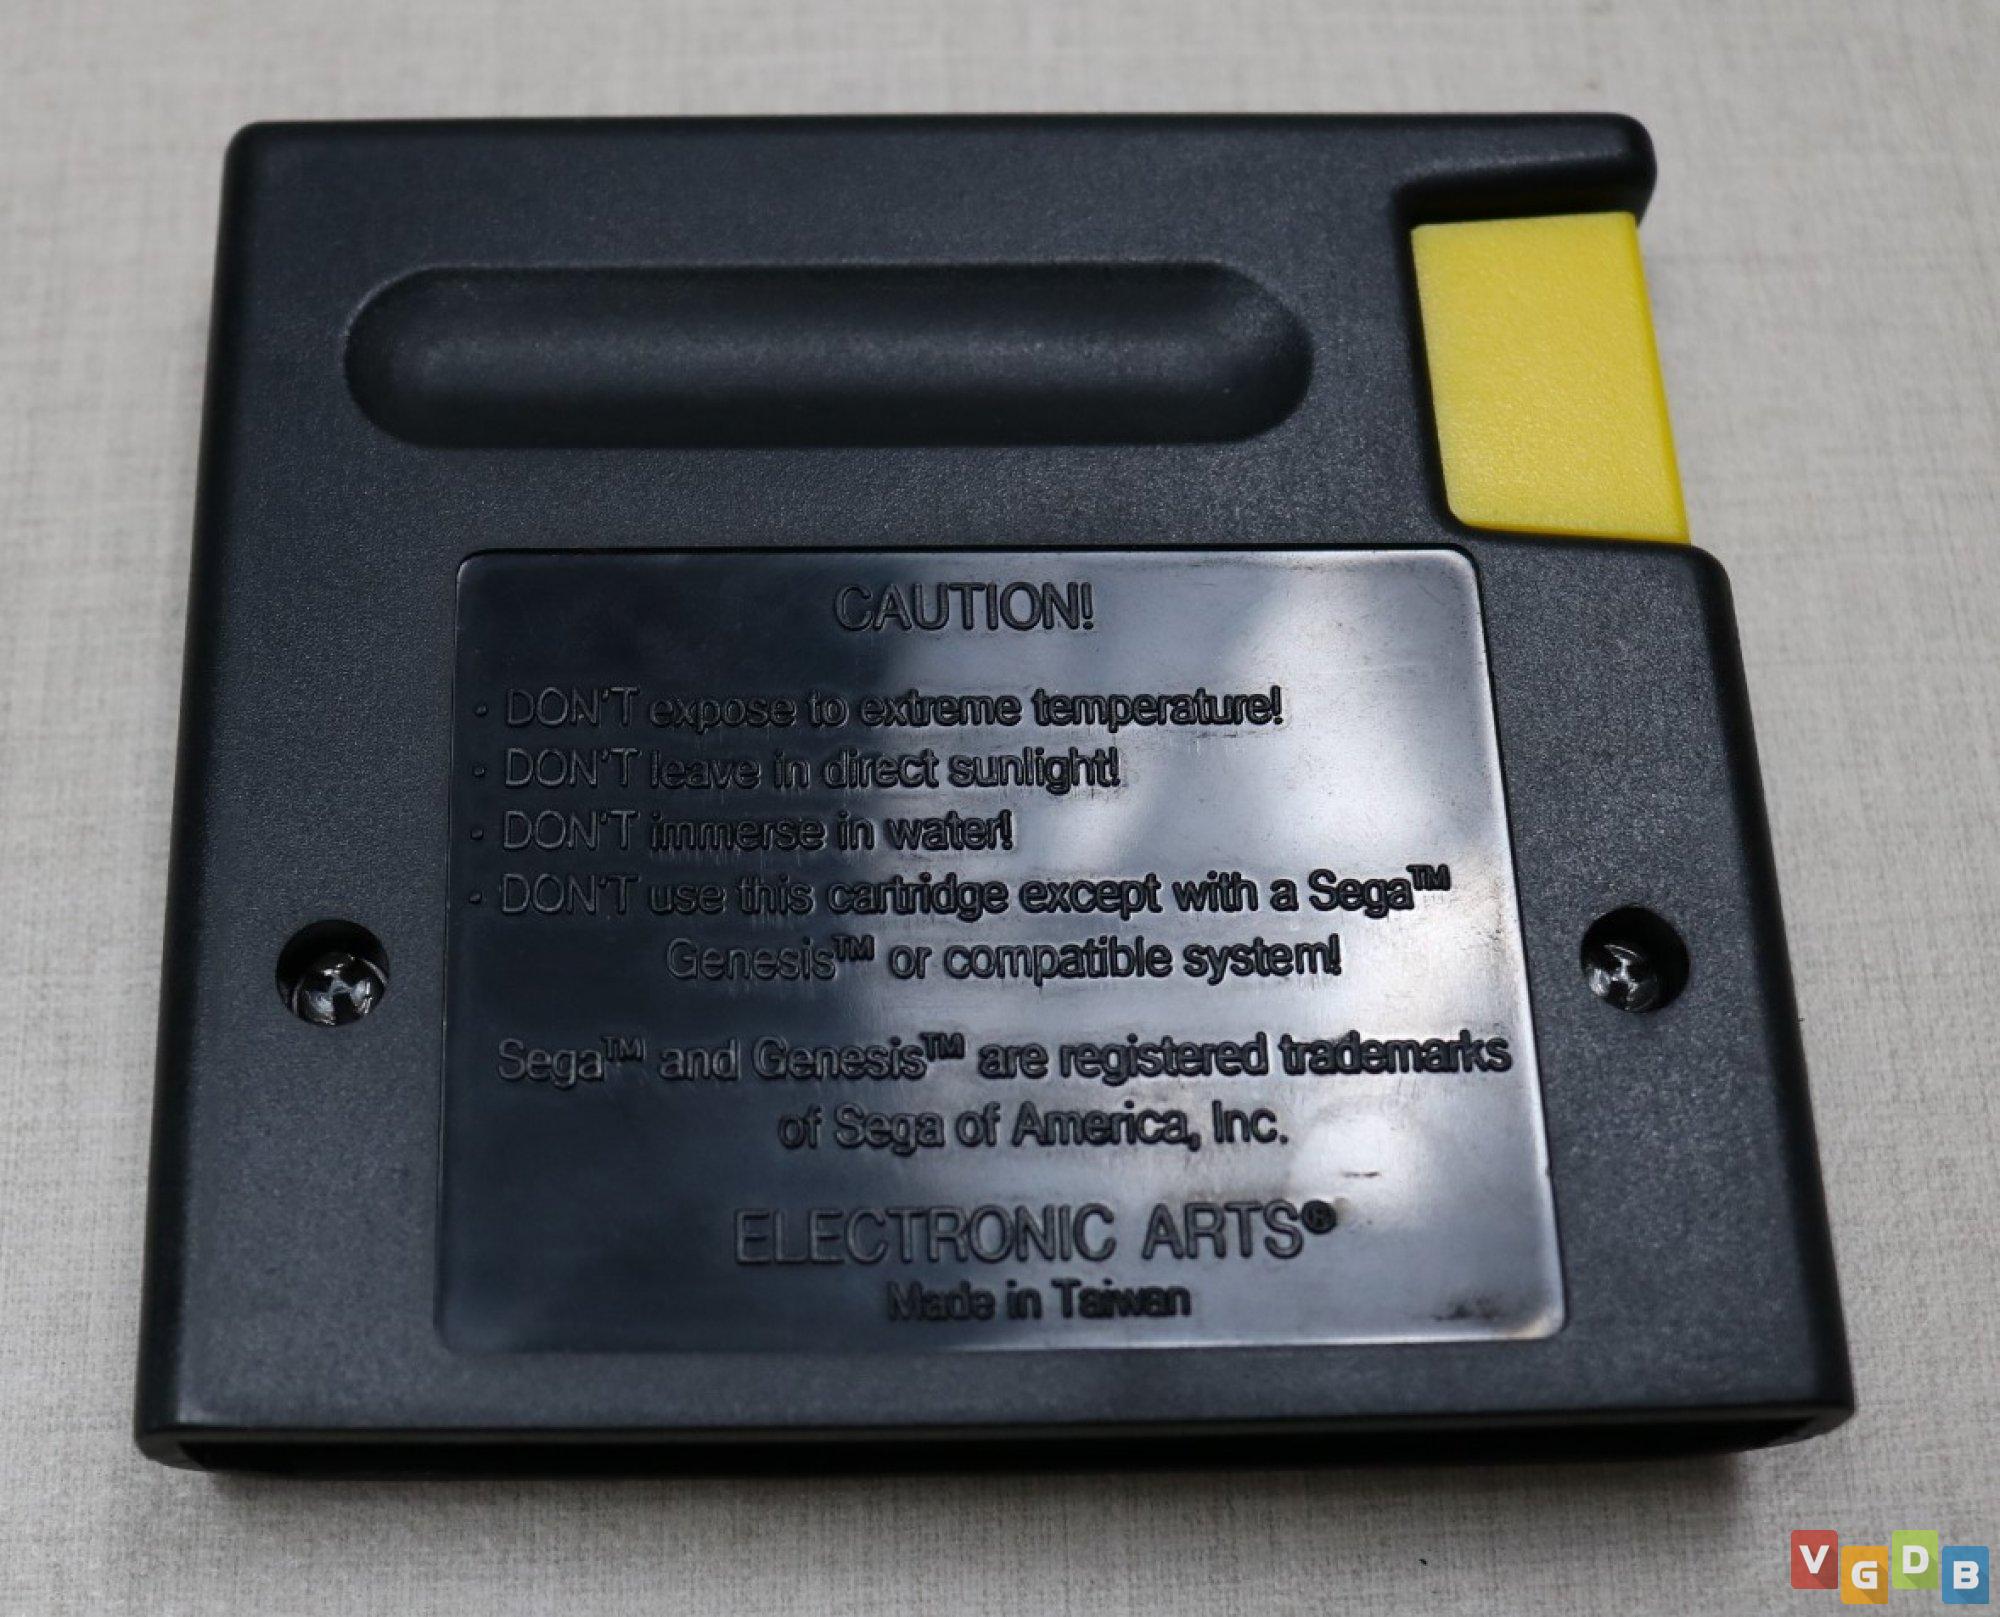 CAUTION!
• DON'T expose to extreme temperature!
• DON'T leave in direct sunlight!
• DON'T immerse in water!
• DON'T use this cartridge except with a Sega™
Genesis™ or compatible system!
Sega™ and Genesis™ are registered trademarks
of Sega of America, Inc.
ELECTRONIC ARTS®
Made in Taiwan
VGDB